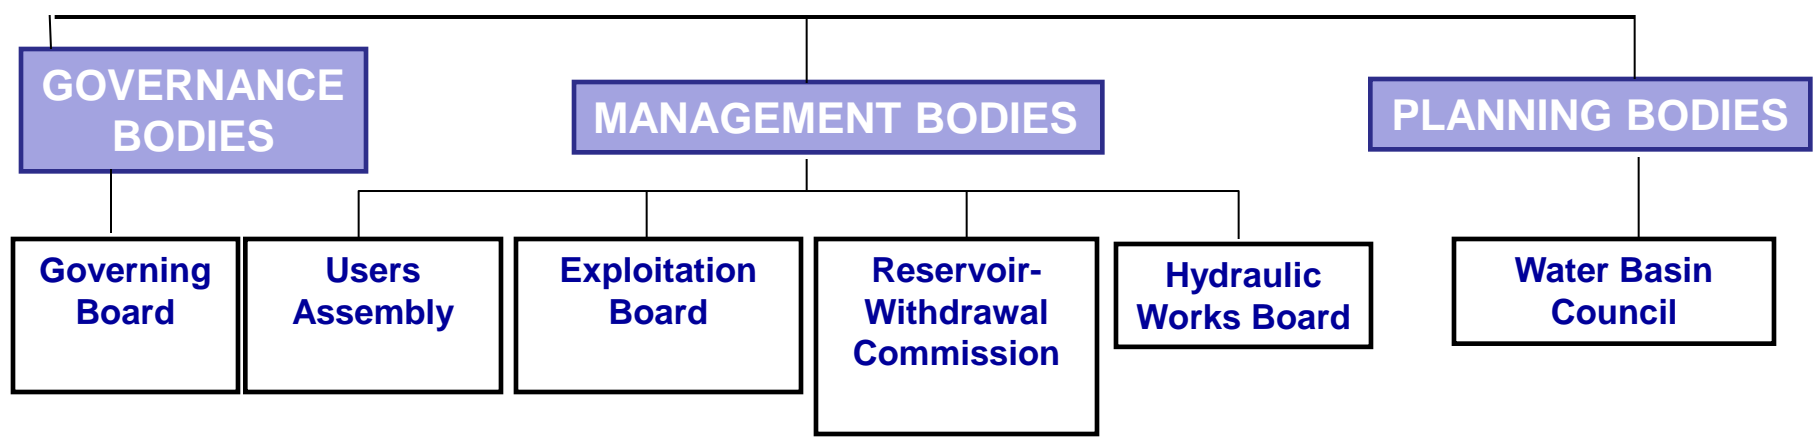 GOVERNANCE
BODIES
MANAGEMENT BODIES
PLANNING BODIES
Governing
Board
Users
Assembly
Exploitation
Board
Reservoir-
Withdrawal
Commission
Hydraulic
Works Board
Water Basin
Council